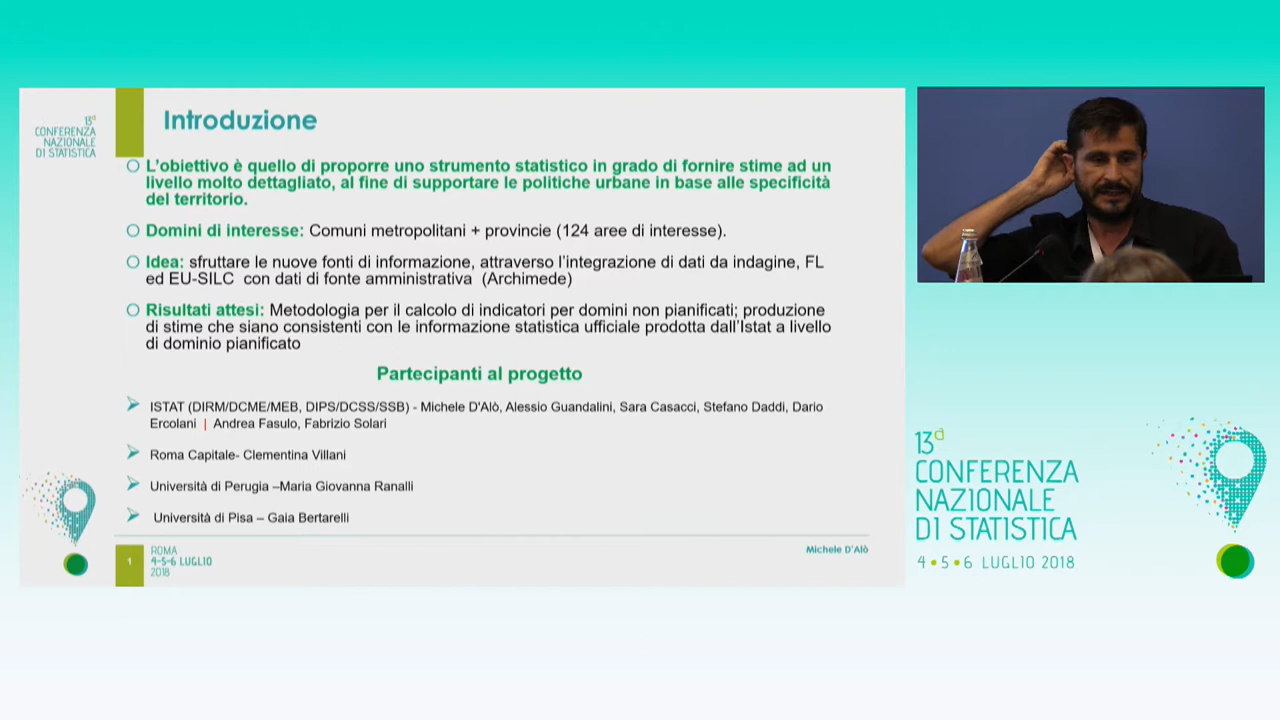 13a
CONFERENZA
NAZIONALE
DI STATISTICA
Introduzione
L'obiettivo è quello di proporre uno strumento statistico in grado di fornire stime ad un
livello molto dettagliato, al fine di supportare le politiche urbane in base alle specificità
del territorio.
Domini di interesse: Comuni metropolitani + provincie (124 aree di interesse).
Idea: sfruttare le nuove fonti di informazione, attraverso l'integrazione di dati da indagine, FL
ed EU-SILC con dati di fonte amministrativa (Archimede)
Risultati attesi: Metodologia per il calcolo di indicatori per domini non pianificati; produzione
di stime che siano consistenti con le informazione statistica ufficiale prodotta dall'Istat a livello
di dominio pianificato
Partecipanti al progetto
ISTAT (DIRM/DCME/MEB, DIPS/DCSS/SSB) - Michele D'Alò, Alessio Guandalini, Sara Casacci, Stefano Daddi, Dario
Ercolani | Andrea Fasulo, Fabrizio Solari
Roma Capitale- Clementina Villani
Università di Perugia –Maria Giovanna Ranalli
Università di Pisa – Gaia Bertarelli
1
ROMA
4-5-6 LUGLIO
2018
Michele D'Alò
13a
CONFERENZA
NAZIONALE
DI STATISTICA
4•5•6 LUGLIO 2018